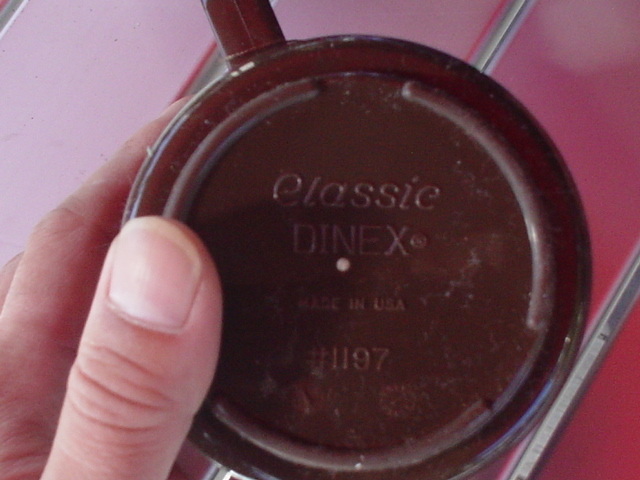 Classic
DINEX®
MADE IN USA
#1197